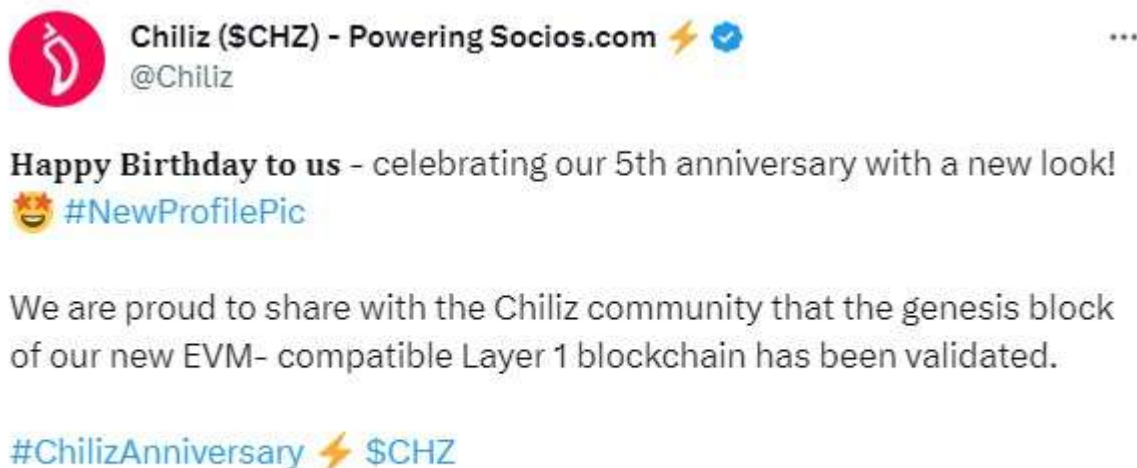 Chiliz ($CHZ) - Powering Socios.com ⚡
@Chiliz
Happy Birthday to us - celebrating our 5th anniversary with a new look!
🤩 #NewProfilePic
We are proud to share with the Chiliz community that the genesis block
of our new EVM- compatible Layer 1 blockchain has been validated.
#ChilizAnniversary ⚡ $CHZ